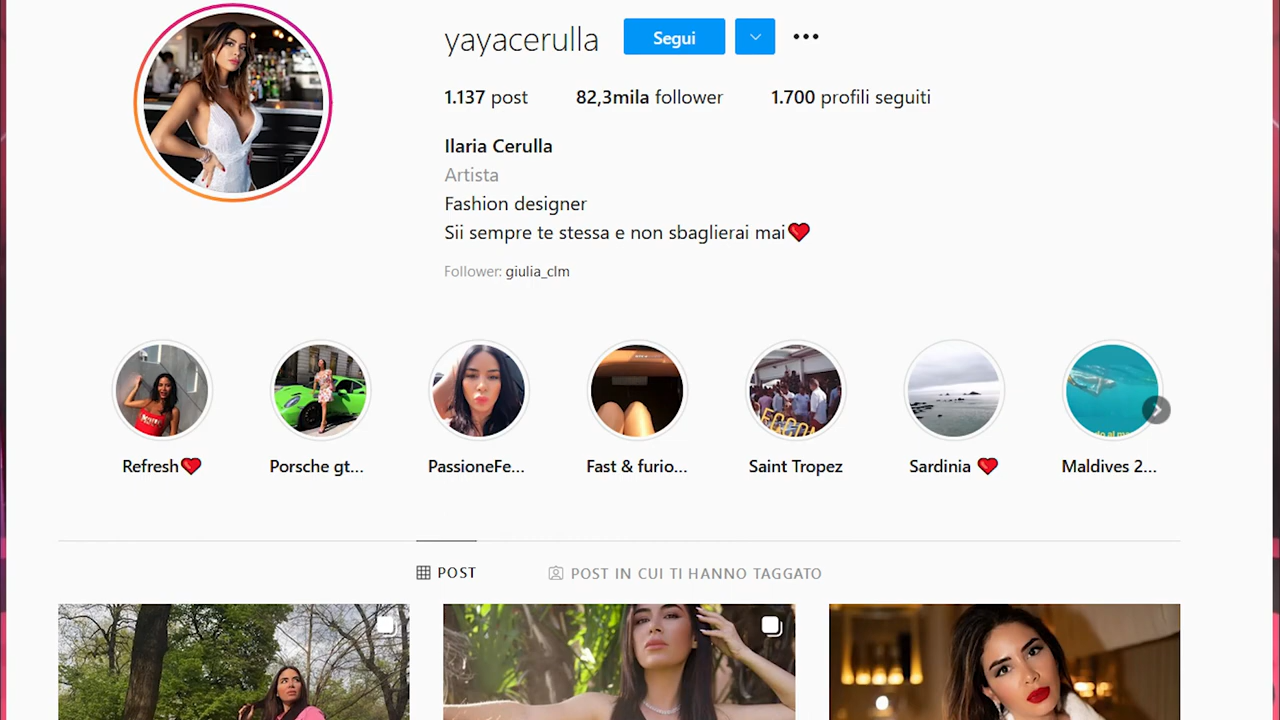 yayacerulla Segui
1.137 post 82,3mila follower 1.700 profili seguiti
Ilaria Cerulla
Artista
Fashion designer
Sii sempre te stessa e non sbaglierai mai❤️
Follower: giulia_clm
Refresh❤️ Porsche gt... PassioneFe... Fast & furio... Saint Tropez Sardinia ❤️ Maldives 2...
POST POST IN CUI TI HANNO TAGGATO